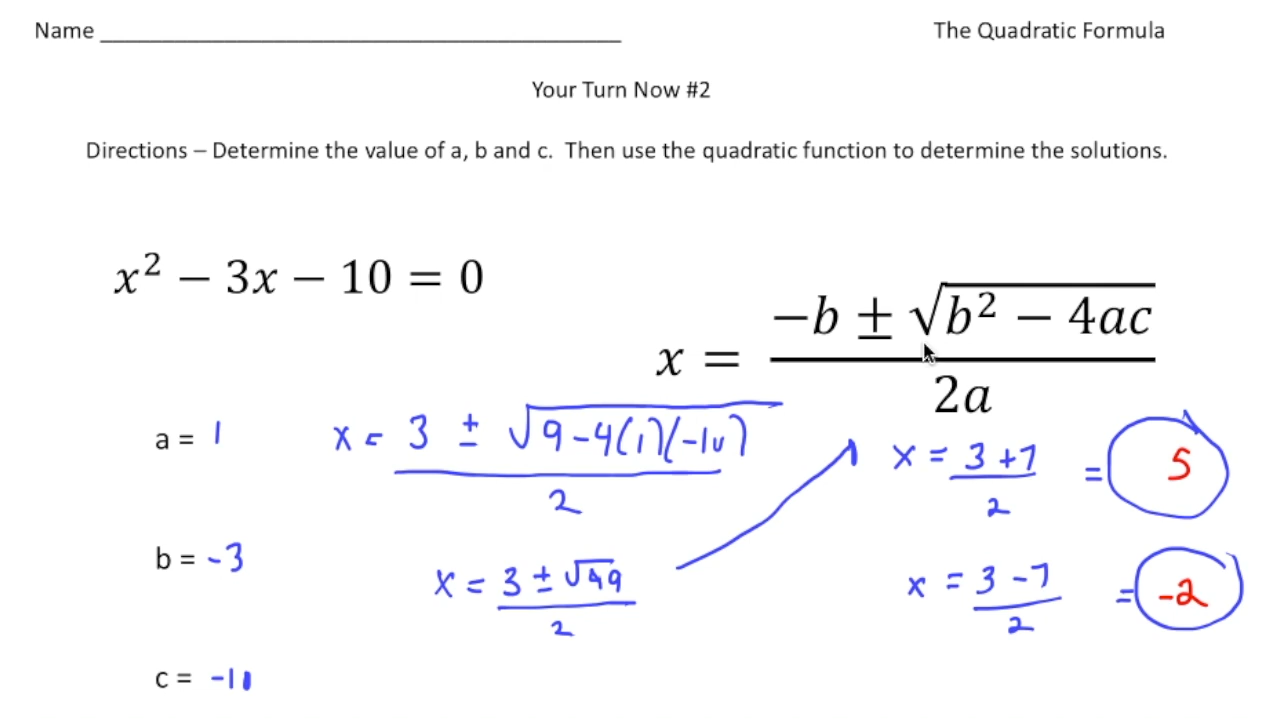 Name ________________________________________ The Quadratic Formula
Your Turn Now #2
Directions – Determine the value of a, b and c. Then use the quadratic function to determine the solutions.
x² − 3x − 10 = 0
x = (−b ± √(b² − 4ac)) / 2a
a = 1
x = (3 ± √(9 - 4(1)(-10))) / 2
x = (3 + 7) / 2 = 5
b = -3
x = (3 ± √49) / 2
x = (3 - 7) / 2 = -2
c = -10